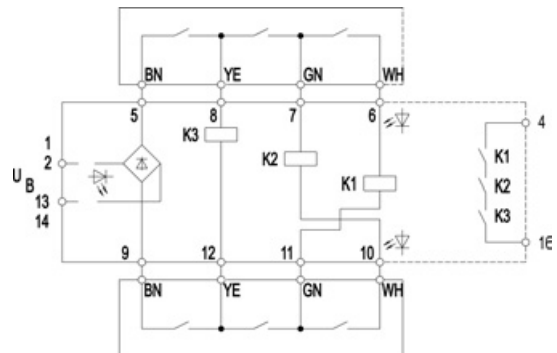 BN YE GN WH
5 8 7 6
K3
K2
K1
1
2
U B
13
14
4
K1
K2
K3
16
9 12 11 10
BN YE GN WH